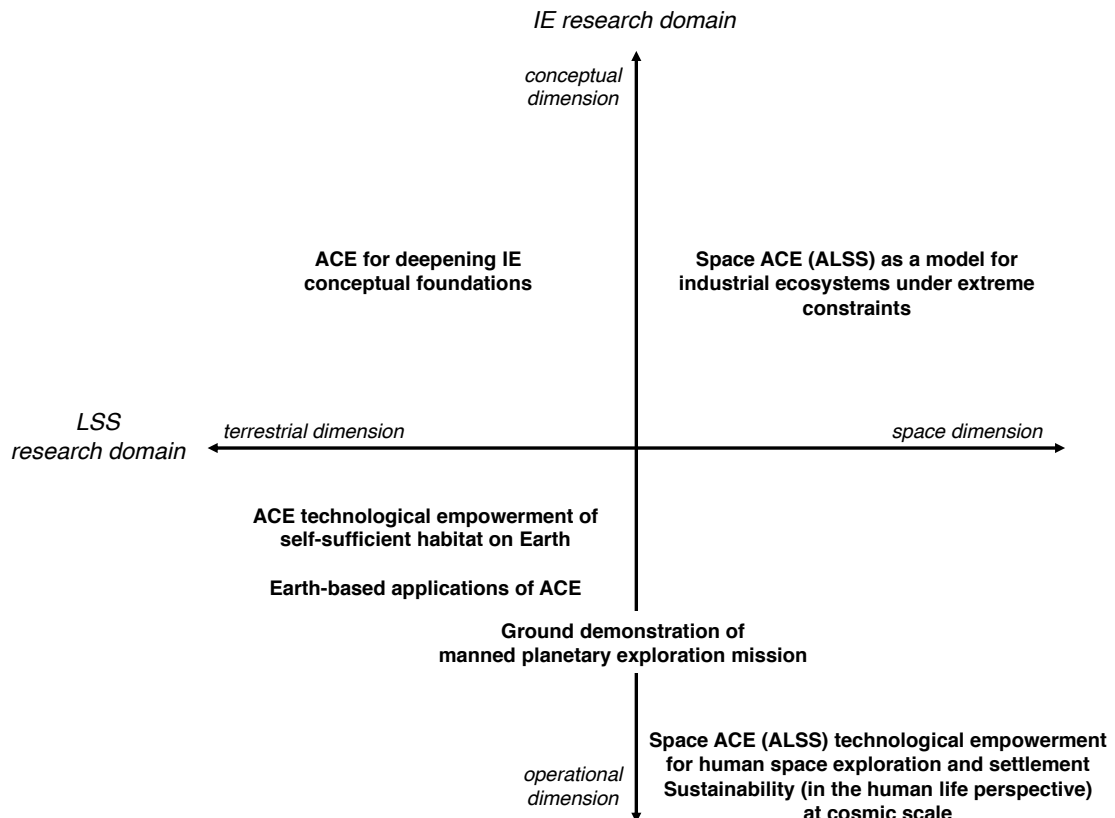 IE research domain
conceptual
dimension
ACE for deepening IE
conceptual foundations
Space ACE (ALSS) as a model for
industrial ecosystems under extreme
constraints
LSS
research domain
terrestrial dimension
space dimension
ACE technological empowerment of
self-sufficient habitat on Earth
Earth-based applications of ACE
Ground demonstration of
manned planetary exploration mission
operational
dimension
Space ACE (ALSS) technological empowerment
for human space exploration and settlement
Sustainability (in the human life perspective)
at cosmic scale